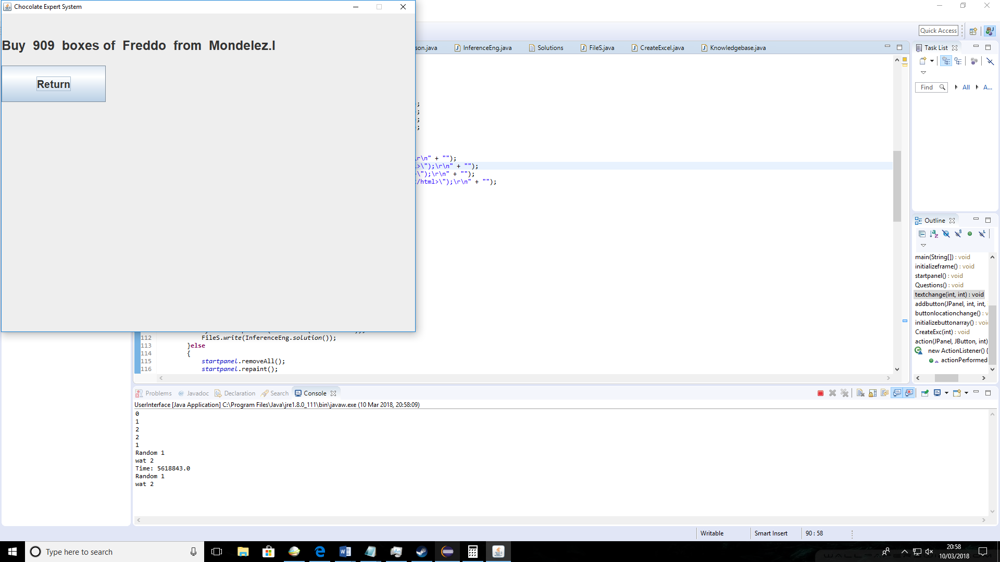 Chocolate Expert System
Buy 909 boxes of Freddo from Mondelez.l
Return
Quick Access
son.java
InferenceEng.java
Solutions
FileS.java
CreateExcel.java
Knowledgebase.java
Task List
Find
All
A...
);
);
);
);
\r\n" + "");
l>\");\r\n" + "");
>\");\r\n" + "");
/html>\");\r\n" + "");
112 FileS.write(InferenceEng.solution());
113 }else
114 {
115 startpanel.removeAll();
116 startpanel.repaint();
Outline
main(String[]) : void
initializeframe() : void
startpanel() : void
Questions() : void
textchange(int, int) : void
addbutton(JPanel, int, int,
buttonlocationchange() : v
initializebuttonarray() : voi
CreateExc(int) : void
action(JPanel, JButton, int)
new ActionListener() {
actionPerformed
Problems
Javadoc
Declaration
Search
Console
UserInterface [Java Application] C:\Program Files\Java\jre1.8.0_111\bin\javaw.exe (10 Mar 2018, 20:58:09)
0
1
2
2
1
Random 1
wat 2
Time: 5618843.0
Random 1
wat 2
Writable
Smart Insert
90 : 58
Type here to search
20:58
10/03/2018